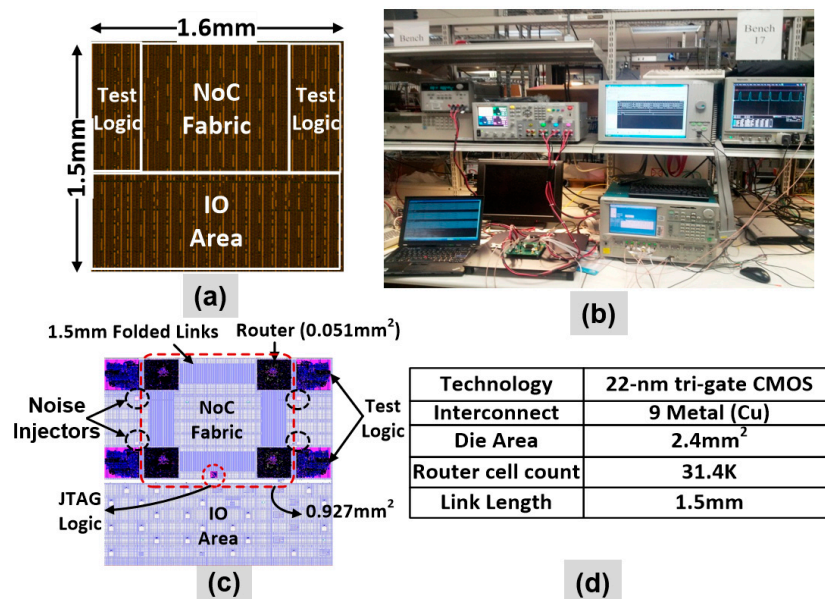 1.6mm
1.5mm
Test
Logic
NoC
Fabric
Test
Logic
IO
Area
(a)
Bench
Bench
17
(b)
1.5mm Folded Links
Router (0.051mm²)
Noise
Injectors
NoC
Fabric
Test
Logic
JTAG
Logic
IO
Area
0.927mm²
(c)
Technology 22-nm tri-gate CMOS
Interconnect 9 Metal (Cu)
Die Area 2.4mm²
Router cell count 31.4K
Link Length 1.5mm
(d)